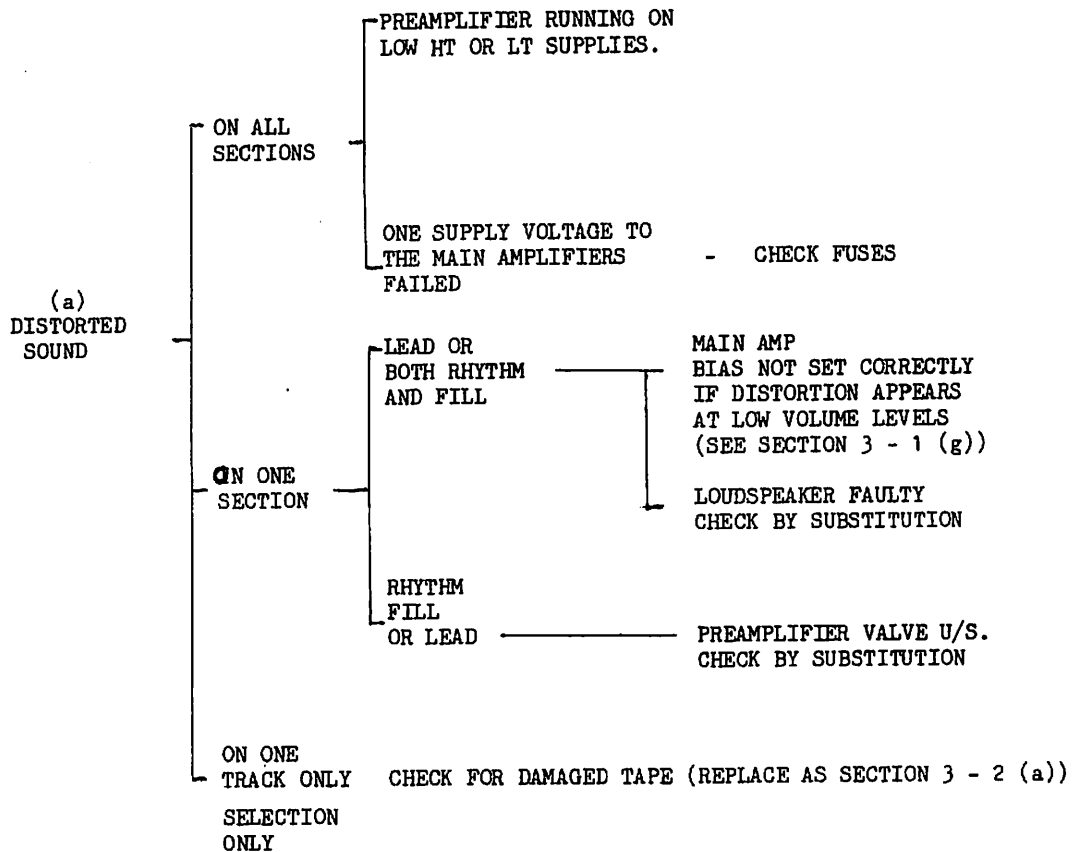 PREAMPLIFIER RUNNING ON
LOW HT OR LT SUPPLIES.
ON ALL
SECTIONS
ONE SUPPLY VOLTAGE TO
THE MAIN AMPLIFIERS
FAILED
- CHECK FUSES
(a)
DISTORTED
SOUND
LEAD OR
BOTH RHYTHM
AND FILL
MAIN AMP
BIAS NOT SET CORRECTLY
IF DISTORTION APPEARS
AT LOW VOLUME LEVELS
(SEE SECTION 3 - 1 (g))
ON ONE
SECTION
LOUDSPEAKER FAULTY
CHECK BY SUBSTITUTION
RHYTHM
FILL
OR LEAD
PREAMPLIFIER VALVE U/S.
CHECK BY SUBSTITUTION
ON ONE
TRACK ONLY
CHECK FOR DAMAGED TAPE (REPLACE AS SECTION 3 - 2 (a))
SELECTION
ONLY